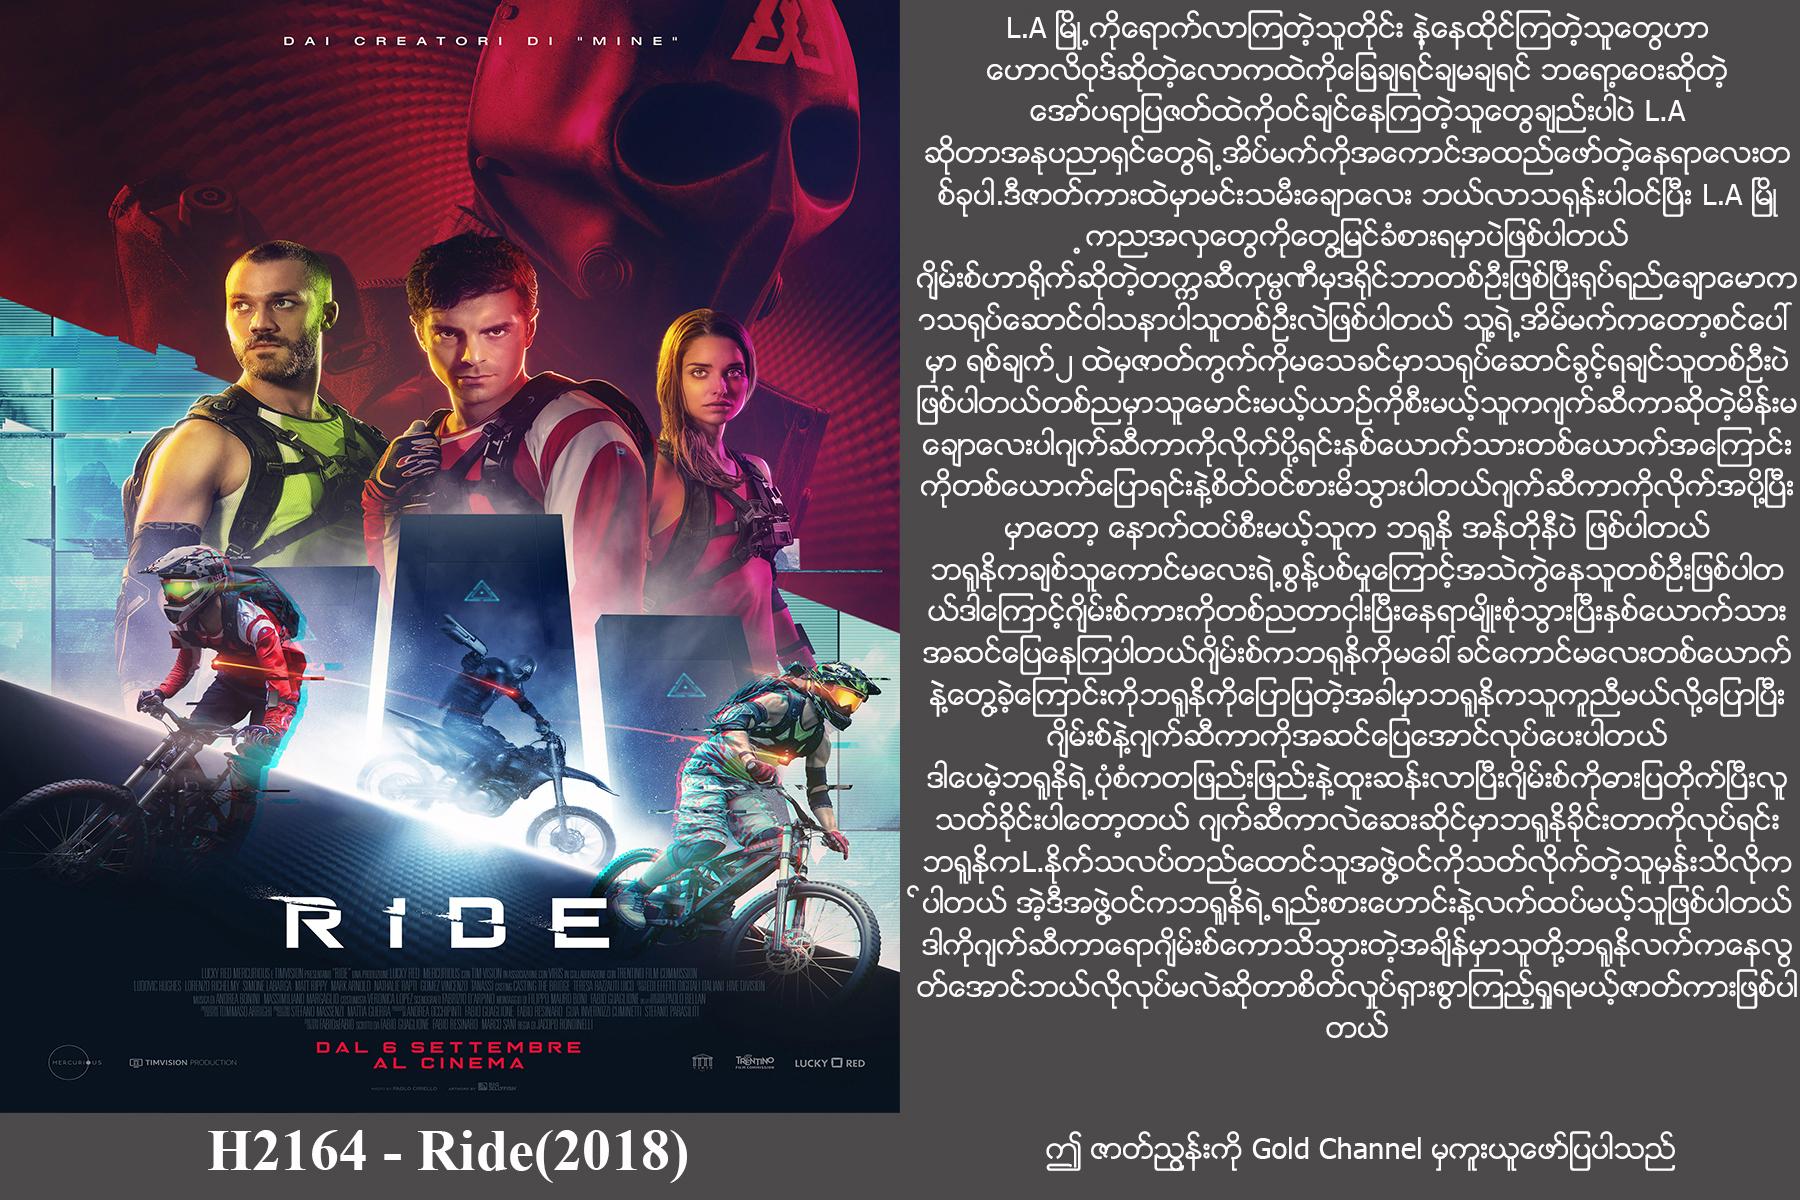 DAI CREATORI DI "MINE"
RIDE
DAL 6 SETTEMBRE
AL CINEMA
MERCURIOUS
TIMVISION PRODUCTION
TRENTINO
FILM COMMISSION
LUCKY RED
H2164 - Ride(2018)
L.A မြို့ကိုရောက်လာကြတဲ့သူတိုင်း နဲ့နေထိုင်ကြတဲ့သူတွေဟာ
ဟောလိဝုဒ်ဆိုတဲ့လောကထဲကိုခြေချရင်ချမချရင် ဘရော့ဝေးဆိုတဲ့
အော်ပရာပြဇတ်ထဲကိုဝင်ချင်နေကြတဲ့သူတွေချည်းပါပဲ L.A
ဆိုတာအနုပညာရှင်တွေရဲ့အိပ်မက်ကိုအကောင်အထည်ဖော်တဲ့နေရာလေးတ
စ်ခုပါ.ဒီဇာတ်ကားထဲမှာမင်းသမီးချောလေး ဘယ်လာသရုန်းပါဝင်ပြီး L.A မြို
့ကညအလှတွေကိုတွေ့မြင်ခံစားရမှာပဲဖြစ်ပါတယ်
ဂျိမ်းစ်ဟာရိုက်ဆိုတဲ့တက္ကဆီကုမ္ပဏီမှဒရိုင်ဘာတစ်ဦးဖြစ်ပြီးရုပ်ရည်ချောမောက
ာသရုပ်ဆောင်ဝါသနာပါသူတစ်ဦးလဲဖြစ်ပါတယ် သူ့ရဲ့အိမ်မက်ကတော့စင်ပေါ်
မှာ ရစ်ချက်၂ ထဲမှဇာတ်ကွက်ကိုမသေခင်မှာသရုပ်ဆောင်ခွင့်ရချင်သူတစ်ဦးပဲ
ဖြစ်ပါတယ်တစ်ညမှာသူမောင်းမယ့်ယာဉ်ကိုစီးမယ့်သူကဂျက်ဆီကာဆိုတဲ့မိန်းမ
ချောလေးပါဂျက်ဆီကာကိုလိုက်ပို့ရင်းနှစ်ယောက်သားတစ်ယောက်အကြောင်း
ကိုတစ်ယောက်ပြောရင်းနဲ့စိတ်ဝင်စားမိသွားပါတယ်ဂျက်ဆီကာကိုလိုက်အပို့ပြီး
မှာတော့ နောက်ထပ်စီးမယ့်သူက ဘရူနို အန်တိုနီပဲ ဖြစ်ပါတယ်
ဘရူနိုကချစ်သူကောင်မလေးရဲ့စွန့်ပစ်မှုကြောင့်အသဲကွဲနေသူတစ်ဦးဖြစ်ပါတ
ယ်ဒါကြောင့်ဂျိမ်းစ်ကားကိုတစ်ညတာငှါးပြီးနေရာမျိုးစုံသွားပြီးနှစ်ယောက်သား
အဆင်ပြေနေကြပါတယ်ဂျိမ်းစ်ကဘရုနိုကိုမခေါ်ခင်ကောင်မလေးတစ်ယောက်
နဲ့တွေ့ခဲ့ကြောင်းကိုဘရူနိုကိုပြောပြတဲ့အခါမှာဘရူနိုကသူကူညီမယ်လို့ပြောပြီး
ဂျိမ်းစ်နဲ့ဂျက်ဆီကာကိုအဆင်ပြေအောင်လုပ်ပေးပါတယ်
ဒါပေမဲ့ဘရူနိုရဲ့ပုံစံကတဖြည်းဖြည်းနဲ့ထူးဆန်းလာပြီးဂျိမ်းစ်ကိုဓားပြတိုက်ပြီးလူ
သတ်ခိုင်းပါတော့တယ် ဂျက်ဆီကာလဲဆေးဆိုင်မှာဘရူနိုခိုင်းတာကိုလုပ်ရင်း
ဘရူနိုကL.နိုက်သလပ်တည်ထောင်သူအဖွဲ့ဝင်ကိုသတ်လိုက်တဲ့သူမှန်းသိလိုက
်ပါတယ် အဲ့ဒီအဖွဲ့ဝင်ကဘရူနိုရဲ့ရည်းစားဟောင်းနဲ့လက်ထပ်မယ့်သူဖြစ်ပါတယ်
ဒါကိုဂျက်ဆီကာရောဂျိမ်းစ်ကောသိသွားတဲ့အချိန်မှာသူတို့ဘရူနိုလက်ကနေလွ
တ်အောင်ဘယ်လိုလုပ်မလဲဆိုတာစိတ်လှုပ်ရှားစွာကြည့်ရှုရမယ့်ဇာတ်ကားဖြစ်ပါ
တယ်
ဤ ဇာတ်ညွှန်းကို Gold Channel မှကူးယူဖော်ပြပါသည်